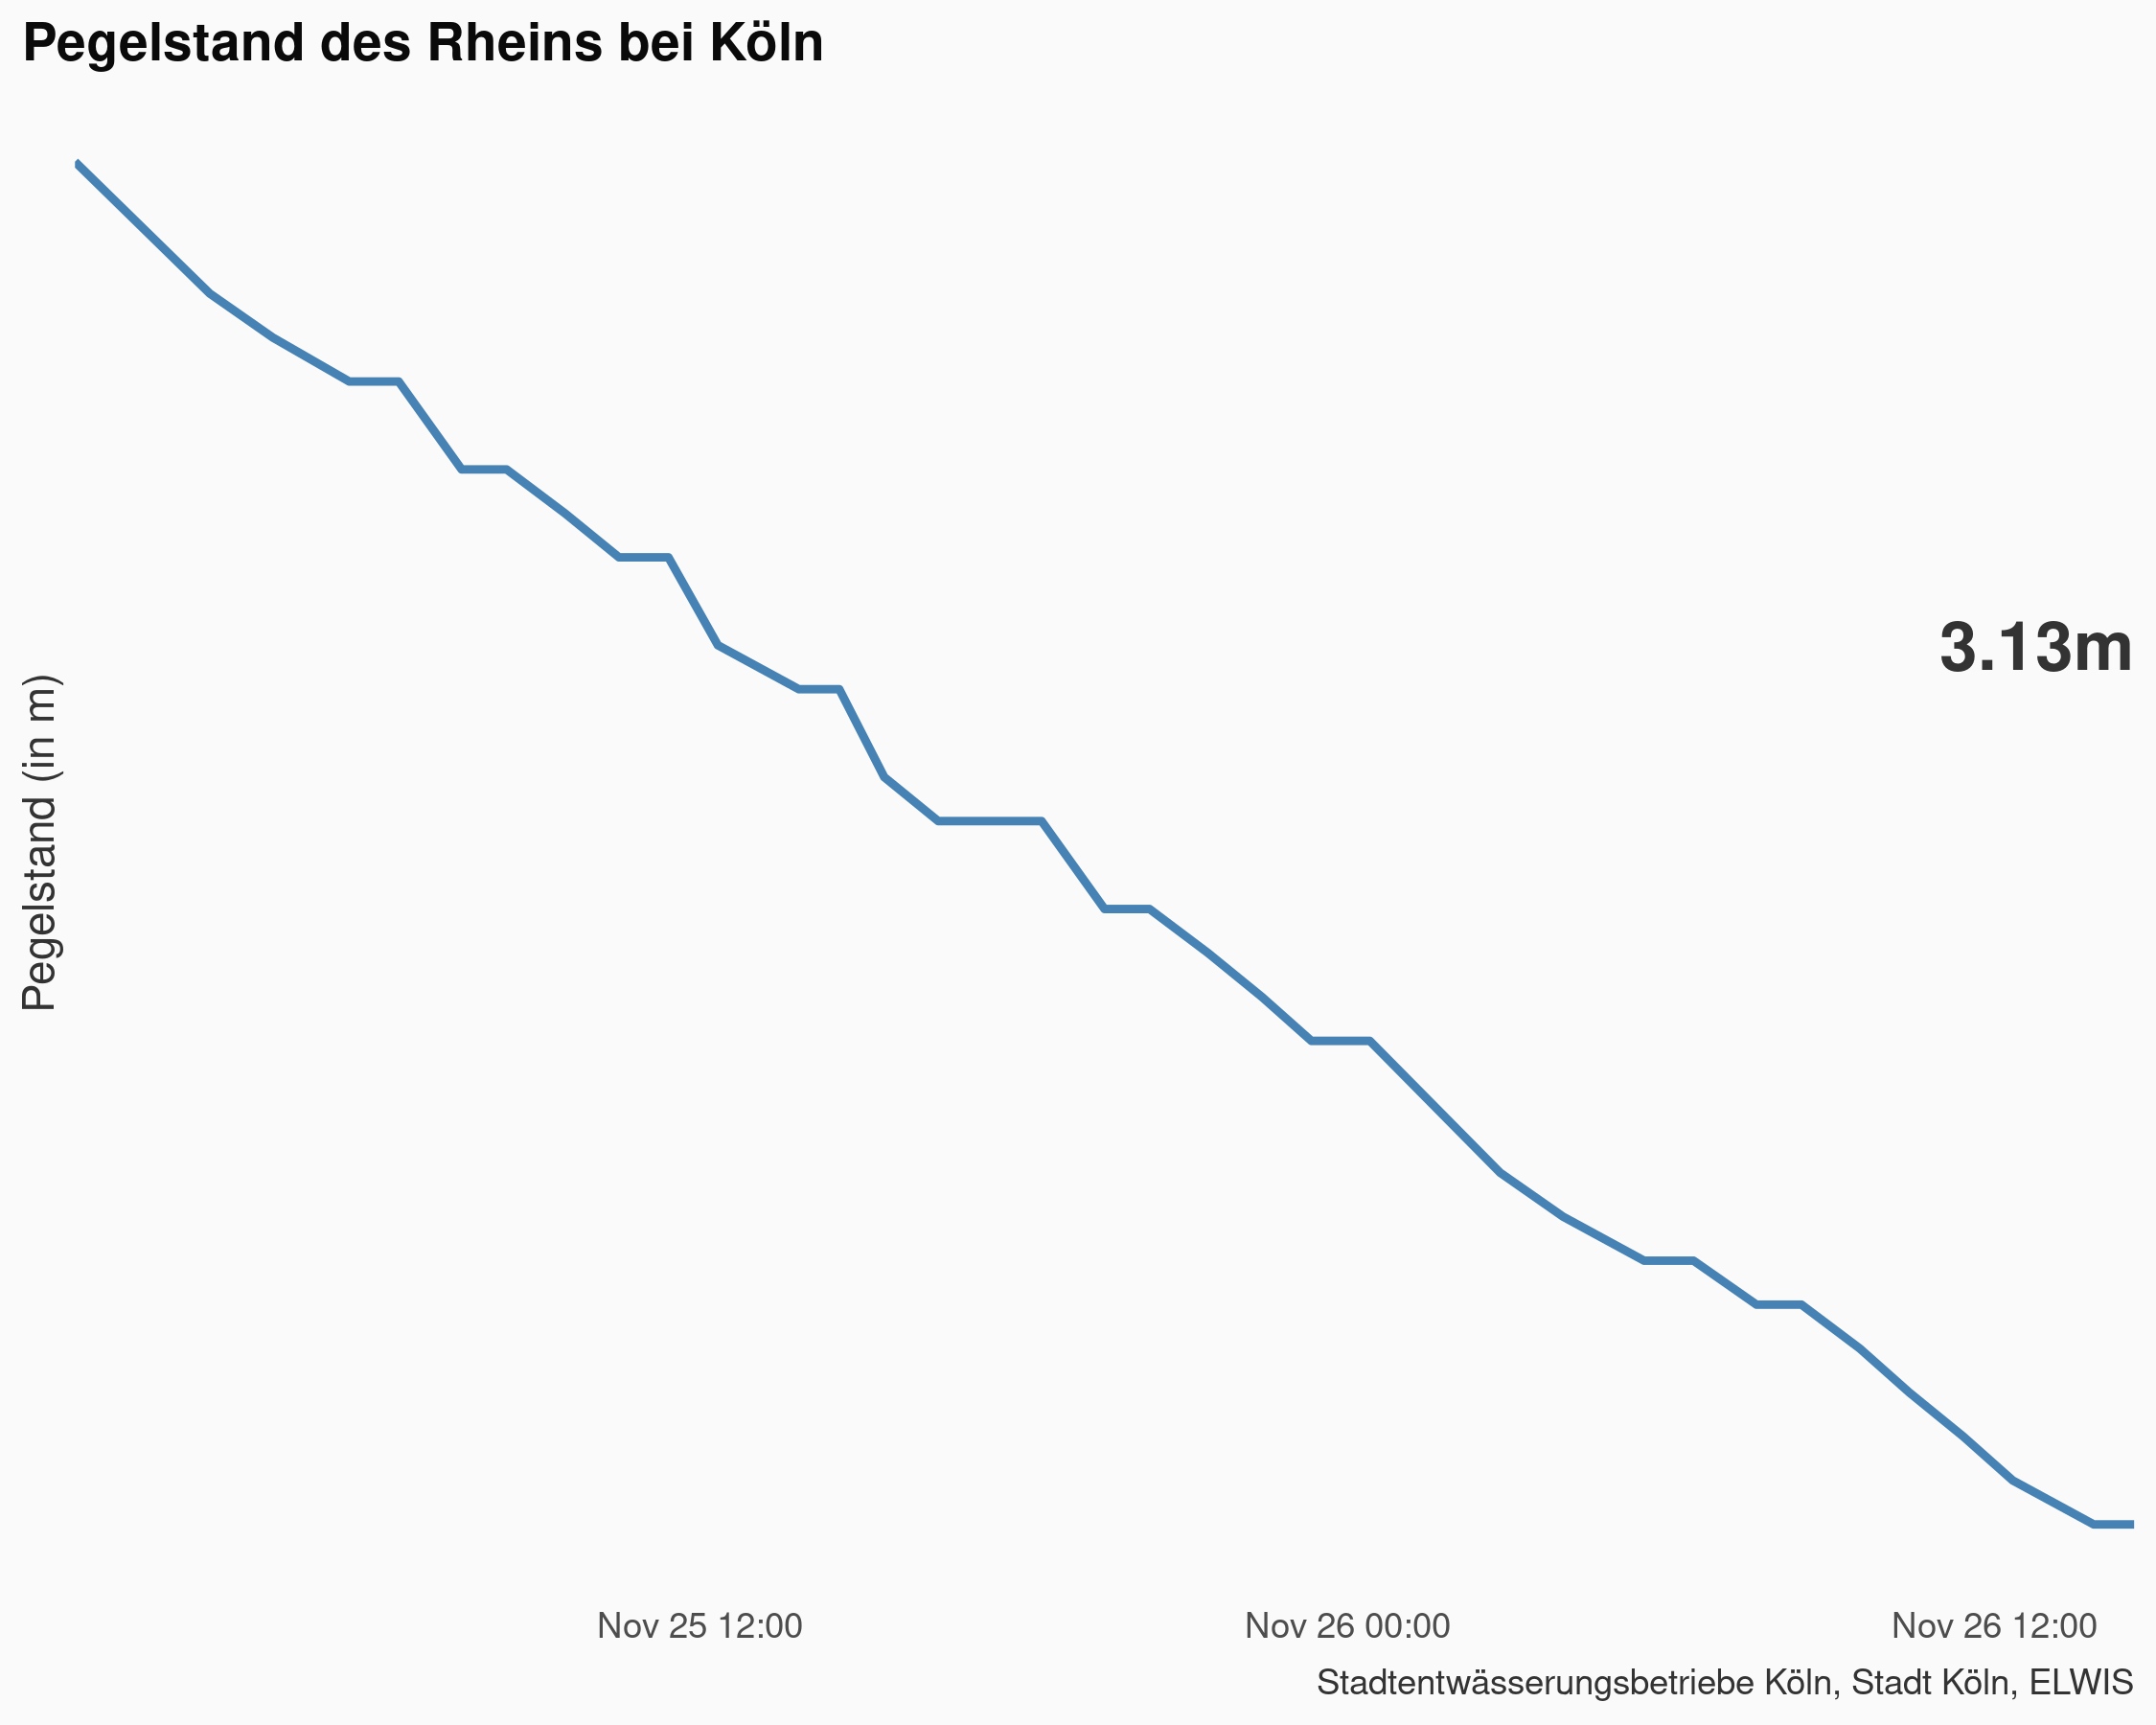 Pegelstand des Rheins bei Köln
Pegelstand (in m)
3.13m
Nov 25 12:00
Nov 26 00:00
Nov 26 12:00
Stadtentwässerungsbetriebe Köln, Stadt Köln, ELWIS